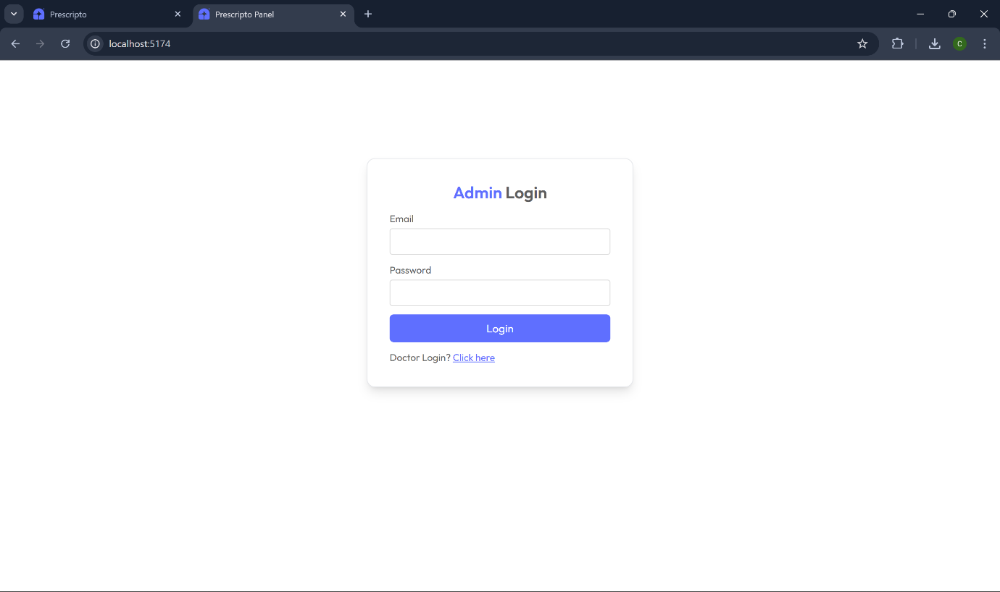 Prescripto
Prescripto Panel
localhost:5174
C
Admin Login
Email
Password
Login
Doctor Login? Click here